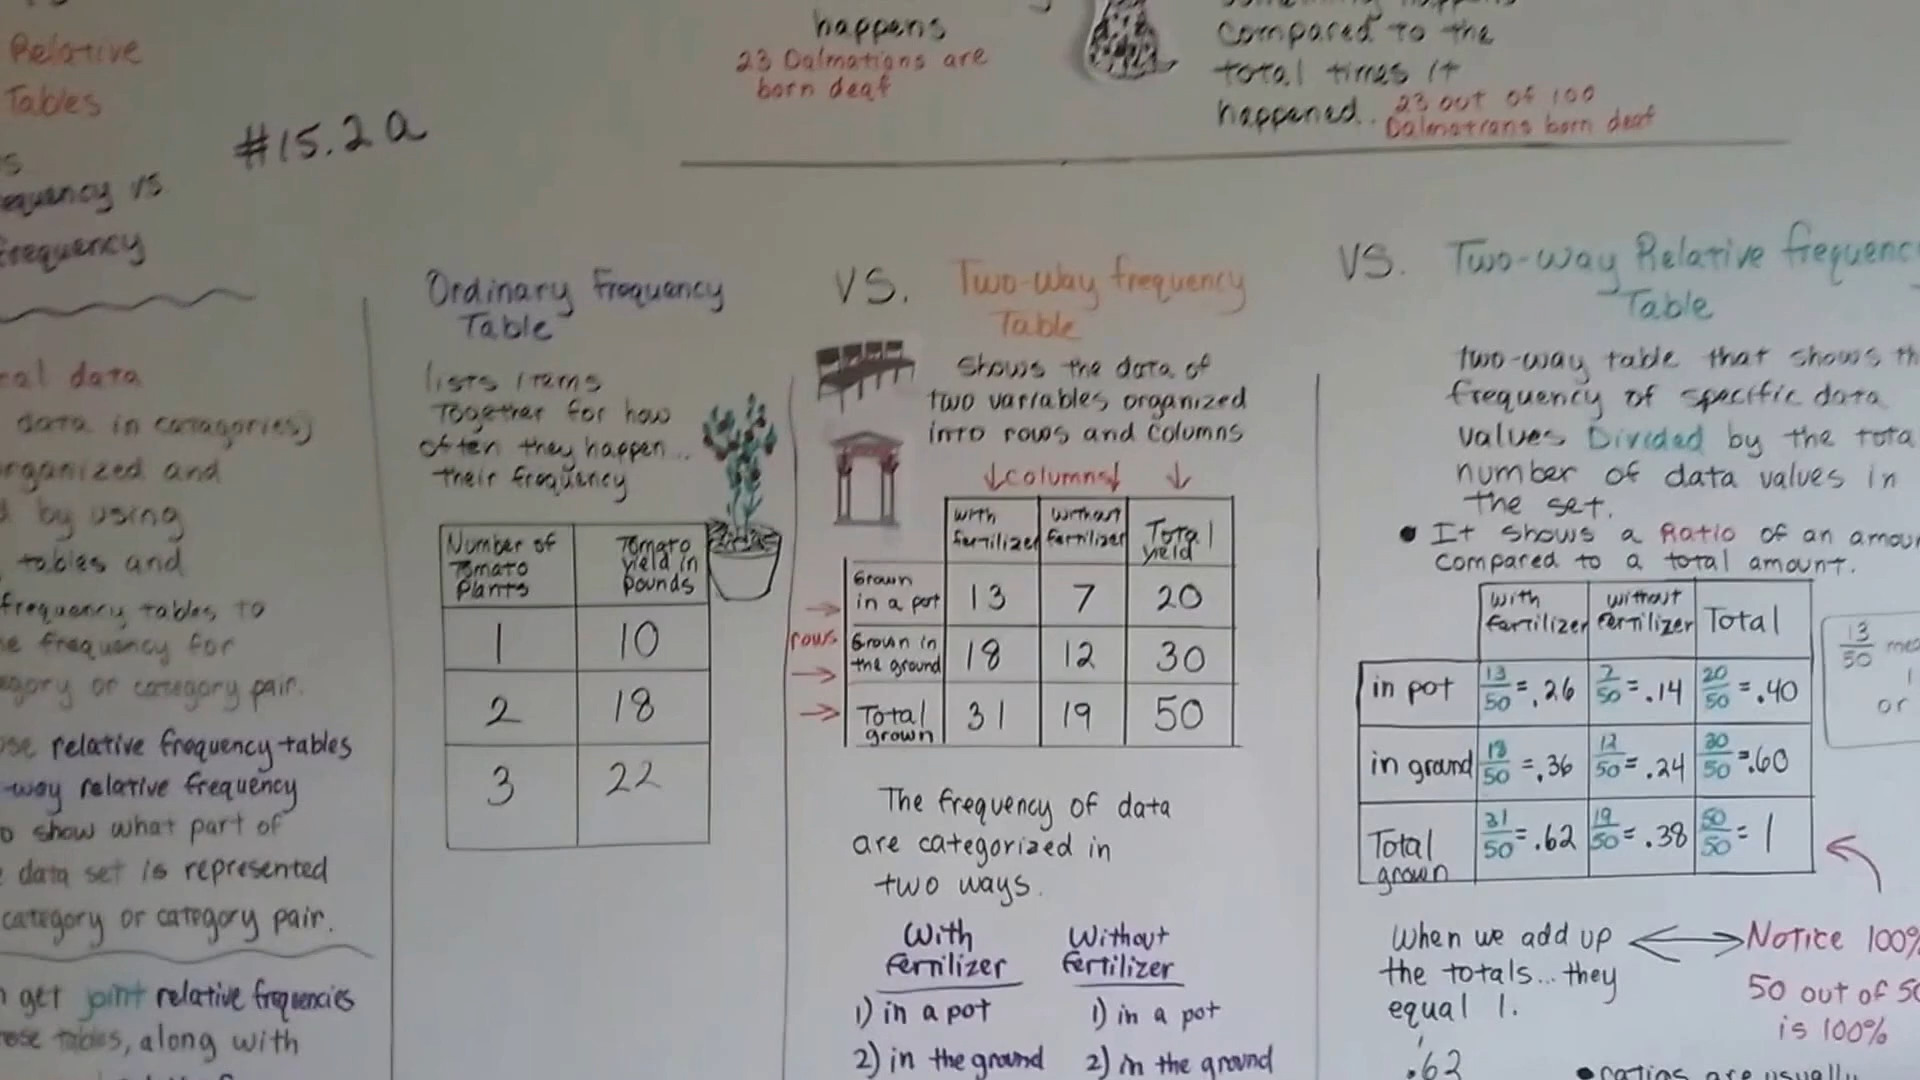 Relative
Tables
#15.2a
equency vs
frequency
happens
23 Dalmations are
born deaf
compared to the
total times it
happened. 23 out of 100
Dalmatians born deaf
al data
data in catagories)
rganized and
by using
tables and
frequency tables to
e frequency for
egory or category pair.
se relative frequency tables
-way relative frequency
o show what part of
data set is represented
category or category pair.
get joint relative frequencies
ose tables, along with
Ordinary Frequency
Table
lists items
Together for how
often they happen...
their frequency
Number of Tomato Plants | Tomato yield in pounds
1 10
2 18
3 22
VS.
Two-Way frequency
Table
Shows the data of
two variables organized
into rows and columns
↓columns↓ ↓
with fertilizer | without fertilizer | Total yield
rows
Grown in a pot 13 7 20
Grown in the ground 18 12 30
Total grown 31 19 50
The frequency of data
are categorized in
two ways.
With fertilizer
1) in a pot
2) in the ground
Without fertilizer
1) in a pot
2) in the ground
VS. Two-way Relative frequenc
Table
two-way table that shows th
frequency of specific data
values Divided by the tota
number of data values in
the set.
• It shows a Ratio of an amou
compared to a total amount.
with fertilizer | without fertilizer | Total
in pot 13/50 = .26 7/50 = .14 20/50 = .40
in ground 18/50 = .36 12/50 = .24 30/50 = .60
Total grown 31/50 = .62 19/50 = .38 50/50 = 1
13/50 me
or
When we add up
the totals... they
equal 1.
.62
Notice 100%
50 out of 50
is 100%
• ratios are usually